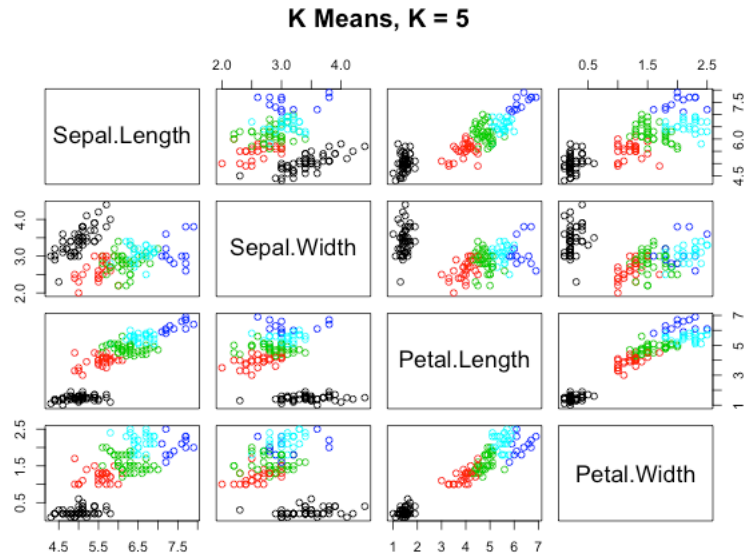 K Means, K = 5
2.0 3.0 4.0
0.5 1.5 2.5
Sepal.Length
4.5 6.0 7.5
2.0 3.0 4.0
Sepal.Width
Petal.Length
1 3 5 7
0.5 1.5 2.5
Petal.Width
4.5 5.5 6.5 7.5
1 2 3 4 5 6 7